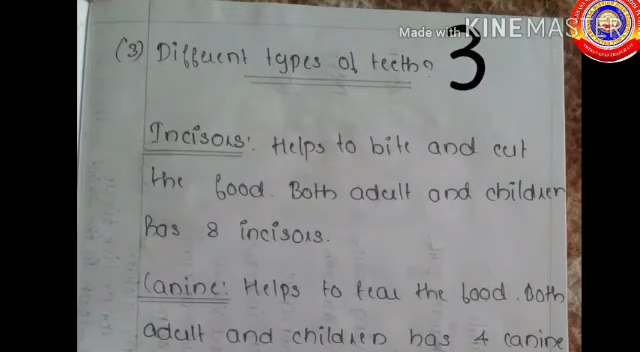 Made with KINEMASTER
3
(3) Different types of teeth?
Incisors: Helps to bite and cut
the food. Both adult and children
has 8 incisors.
Canine: Helps to tear the food. Both
adult and children has 4 canine